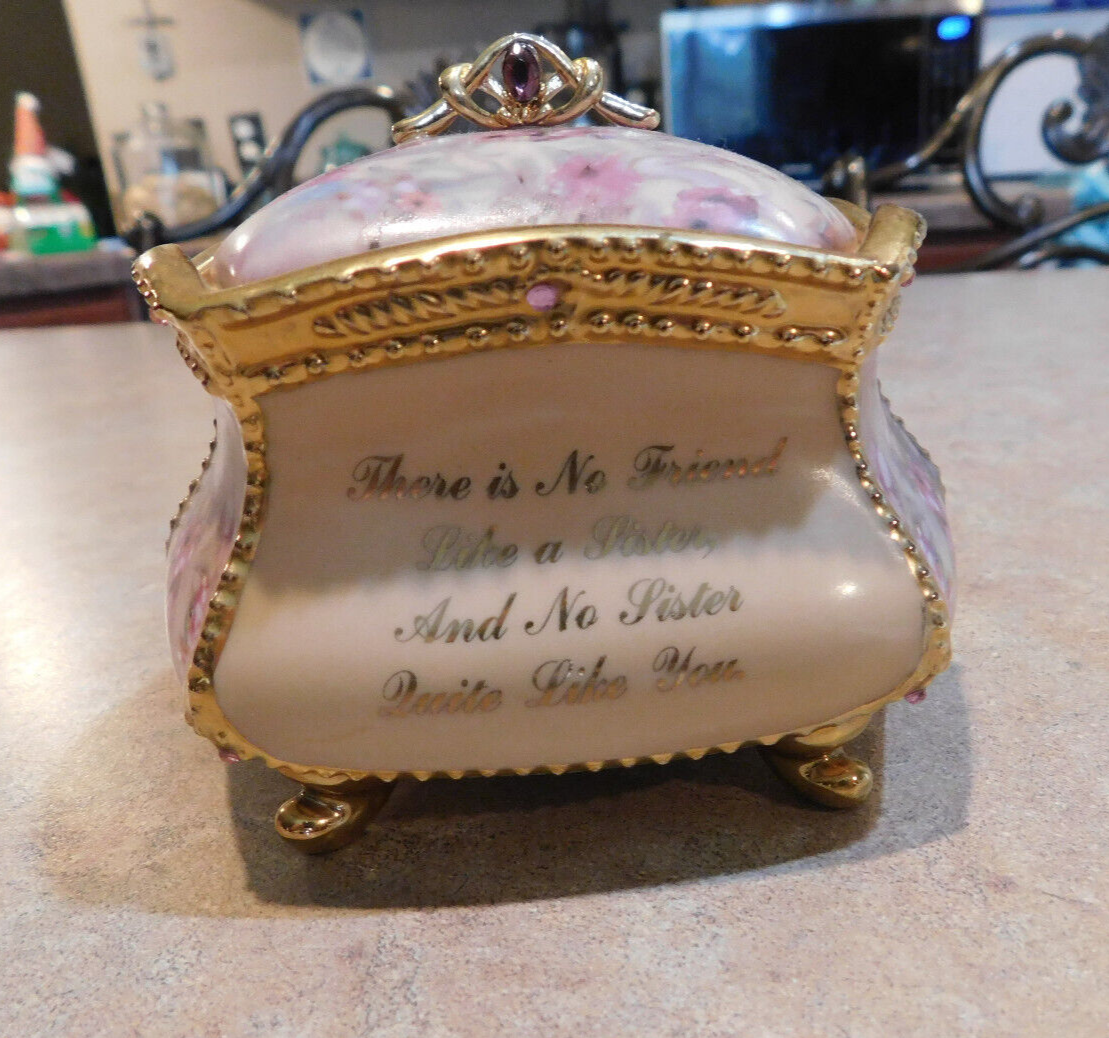 There is No Friend
Like a Sister,
And No Sister
Quite Like You.